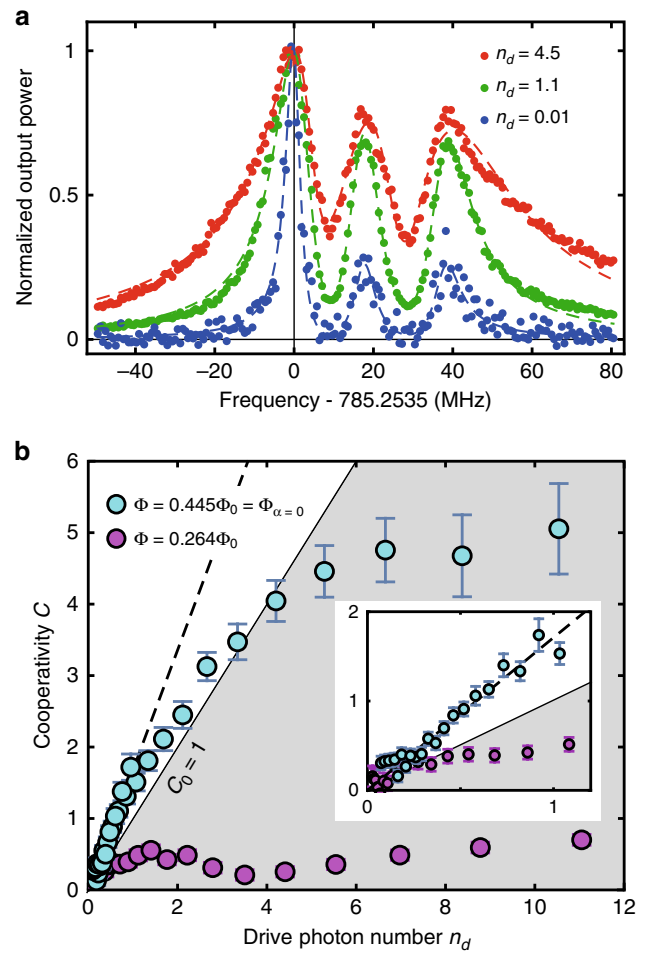 a
Normalized output power
1
0.5
0
n_d = 4.5
n_d = 1.1
n_d = 0.01
−40 −20 0 20 40 60 80
Frequency - 785.2535 (MHz)
b
Cooperativity C
6
5
4
3
2
1
0
Φ = 0.445Φ₀ = Φ_{α = 0}
Φ = 0.264Φ₀
C₀ = 1
2
1
0
0 1
0 2 4 6 8 10 12
Drive photon number n_d